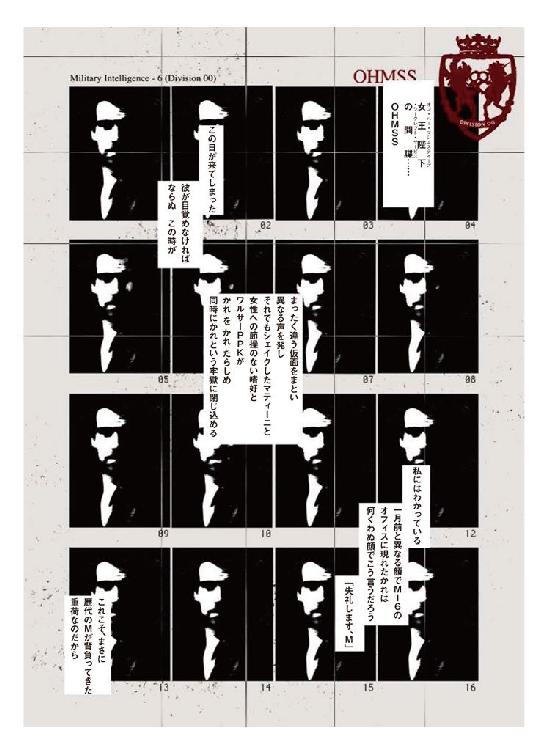 Military Intelligence - 6 (Division 00)
OHMSS
DIVISION 00
女王陛下
の間諜……
OHMSS
この日が来てしまった
彼が目覚めなければ
ならぬ この時が
まったく違う仮面をまとい
異なる声を発し
それでもシェイクしたマティーニと
女性への節操のない嗜好と
ワルサーPPKが
かれを かれ たらしめ
同時にかれという牢獄に閉じ込める
私にはわかっている
一月前と異なる顔でMI6の
オフィスに現れたかれは
何くわぬ顔でこう言うだろう
「失礼します、M」
これこそ、まさに
歴代のMが背負ってきた
重荷なのだから
02
05
07
08
09
10
12
13
14
15
16